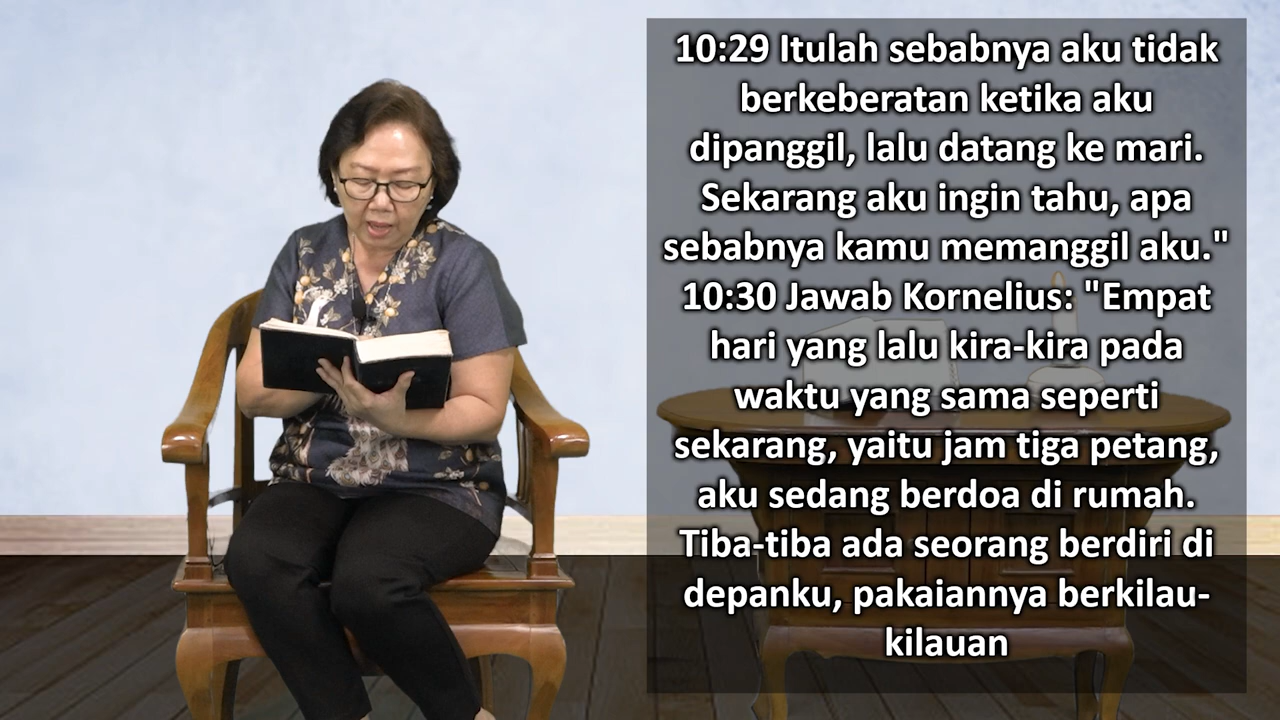 10:29 Itulah sebabnya aku tidak
berkeberatan ketika aku
dipanggil, lalu datang ke mari.
Sekarang aku ingin tahu, apa
sebabnya kamu memanggil aku."
10:30 Jawab Kornelius: "Empat
hari yang lalu kira-kira pada
waktu yang sama seperti
sekarang, yaitu jam tiga petang,
aku sedang berdoa di rumah.
Tiba-tiba ada seorang berdiri di
depanku, pakaiannya berkilau-
kilauan